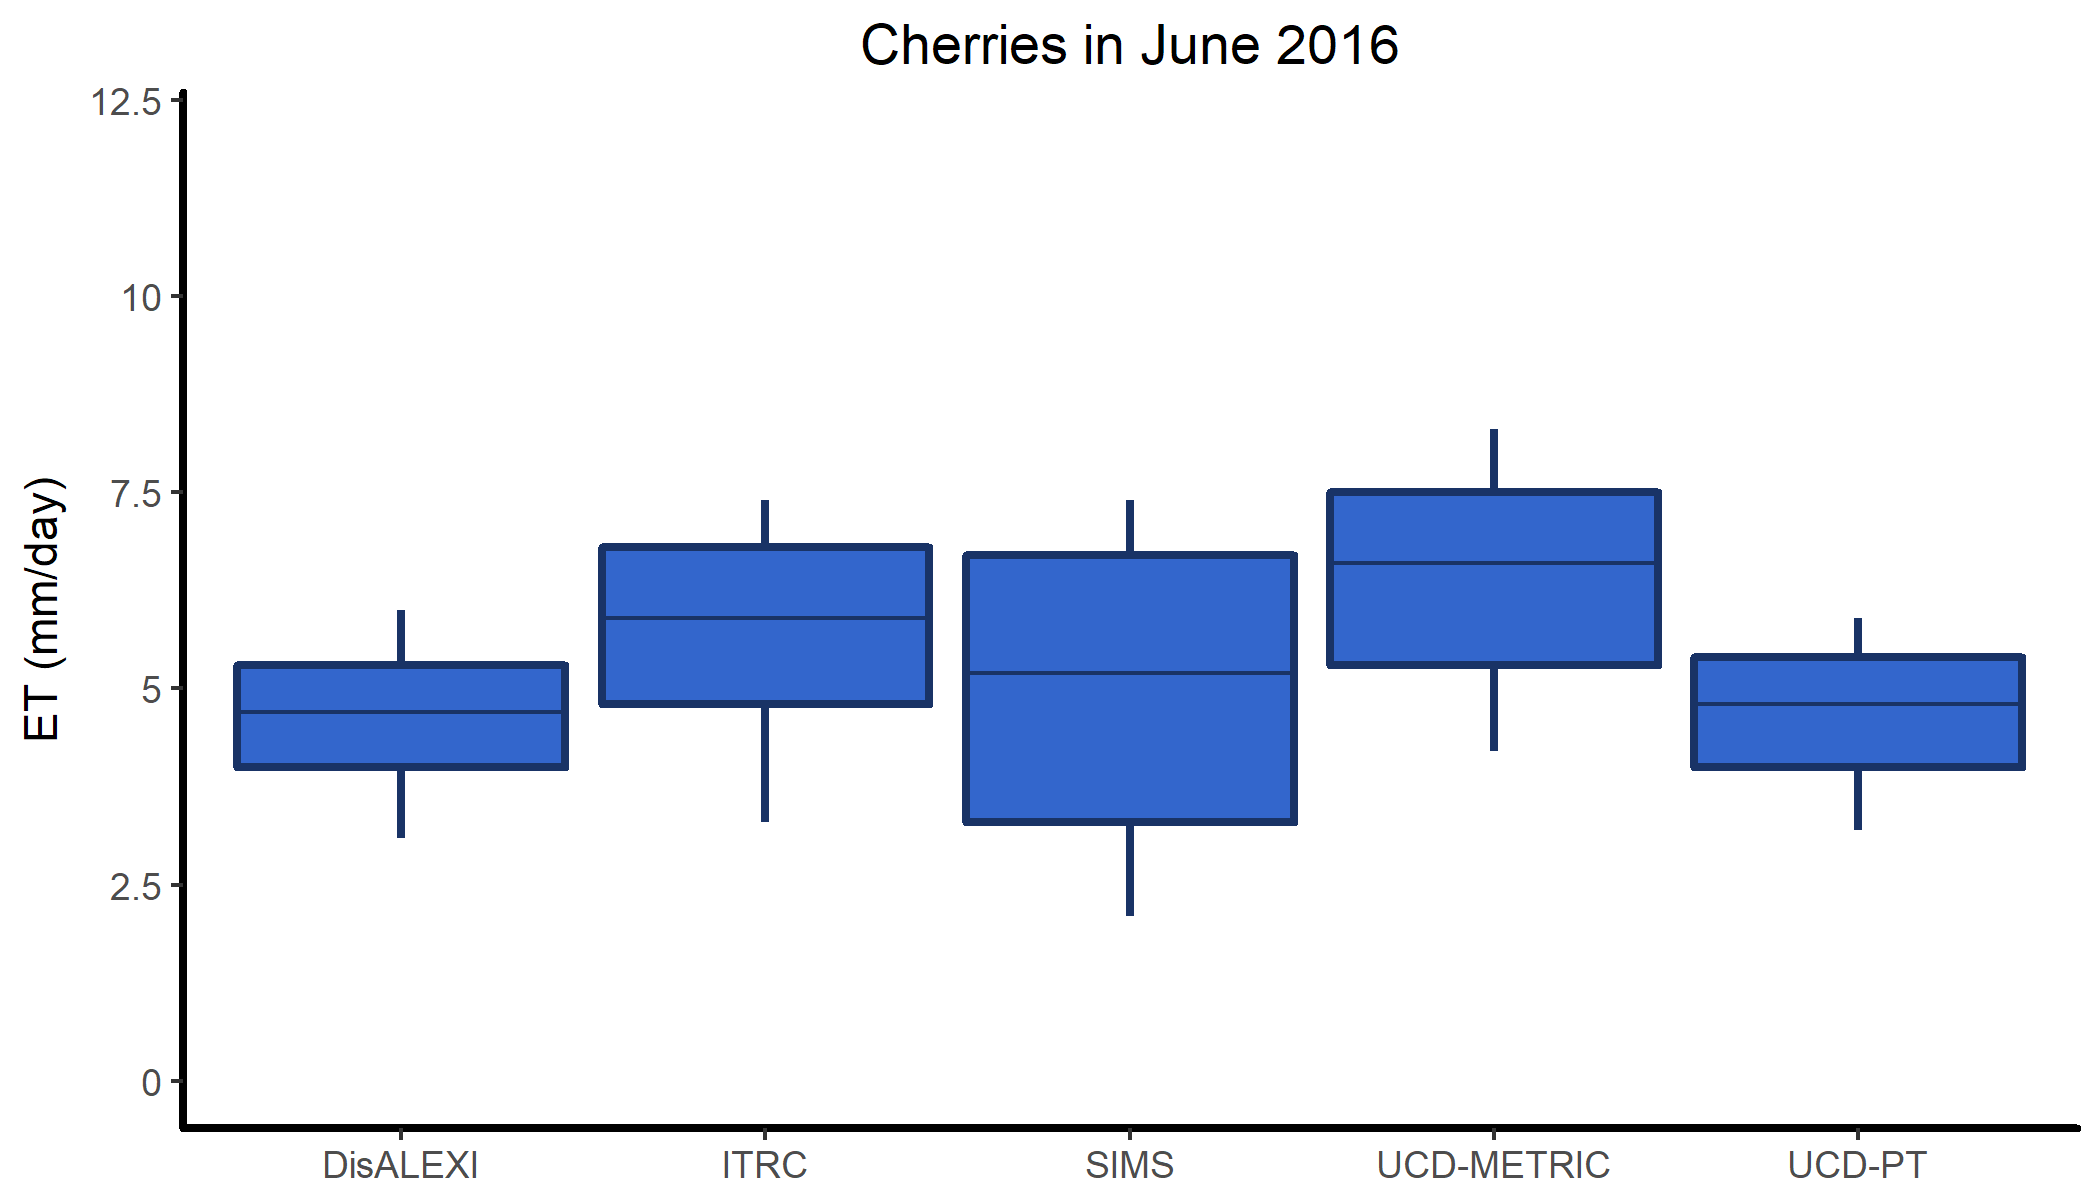 Cherries in June 2016
12.5
10
7.5
5
2.5
0
ET (mm/day)
DisALEXI ITRC SIMS UCD-METRIC UCD-PT